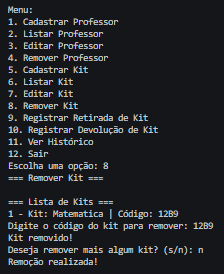 Menu:
1. Cadastrar Professor
2. Listar Professor
3. Editar Professor
4. Remover Professor
5. Cadastrar Kit
6. Listar Kit
7. Editar Kit
8. Remover Kit
9. Registrar Retirada de Kit
10. Registrar Devolução de Kit
11. Ver Histórico
12. Sair
Escolha uma opção: 8
=== Remover Kit ===

=== Lista de Kits ===
1 - Kit: Matematica | Código: 12B9
Digite o código do kit para remover: 12B9
Kit removido!
Deseja remover mais algum kit? (s/n): n
Remoção realizada!